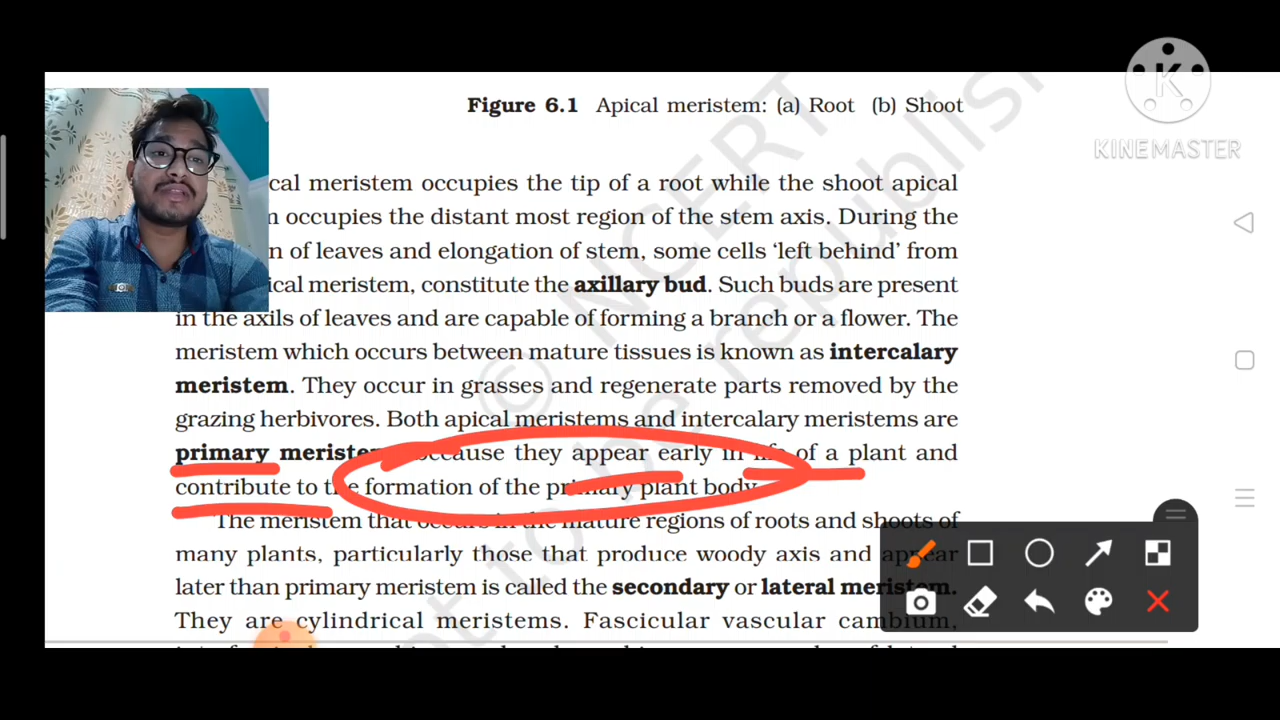 KINEMASTER
Figure 6.1 Apical meristem: (a) Root (b) Shoot
cal meristem occupies the tip of a root while the shoot apical
occupies the distant most region of the stem axis. During the
of leaves and elongation of stem, some cells 'left behind' from
ical meristem, constitute the axillary bud. Such buds are present
in the axils of leaves and are capable of forming a branch or a flower. The
meristem which occurs between mature tissues is known as intercalary
meristem. They occur in grasses and regenerate parts removed by the
grazing herbivores. Both apical meristems and intercalary meristems are
primary because they appear early in life of a plant and
contribute to the formation of the primary plant body.
The meristem that occurs in the mature regions of roots and shoots of
many plants, particularly those that produce woody axis and appear
later than primary meristem is called the secondary or lateral meristem.
They are cylindrical meristems. Fascicular vascular cambium,
© NCERT
not to be republish